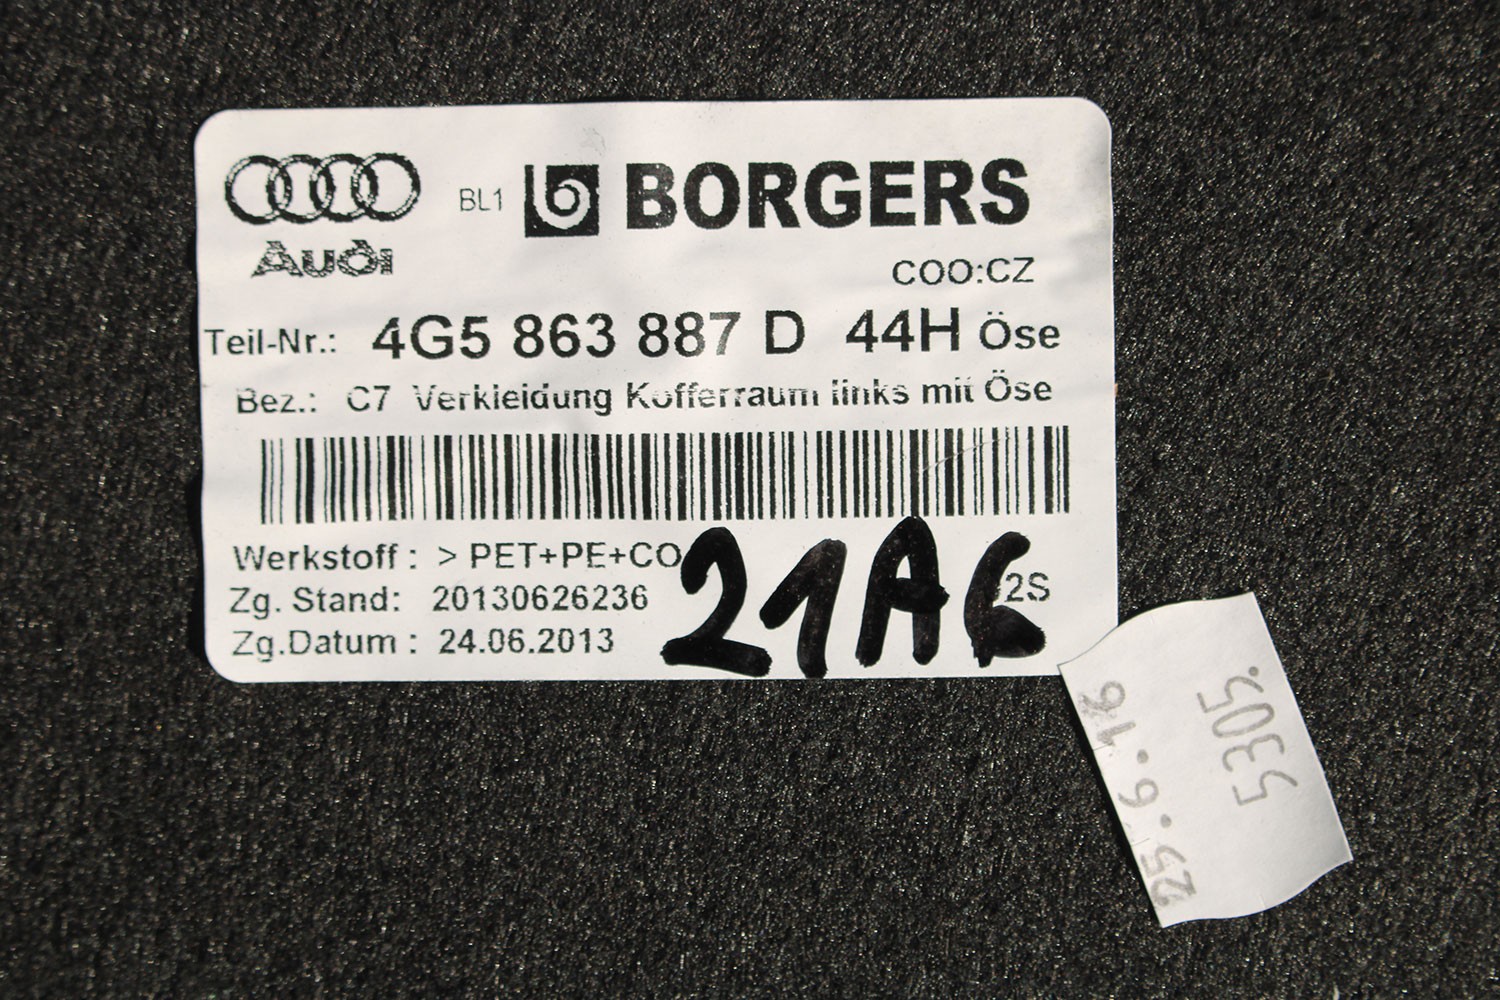 Audi
BL1 BORGERS
COO:CZ
Teil-Nr.: 4G5 863 887 D 44H Öse
Bez.: C7 Verkleidung Kofferraum links mit Öse
Werkstoff : > PET+PE+CO
21A6
2S
Zg. Stand: 20130626236
Zg.Datum : 24.06.2013
5305.
25.6.16